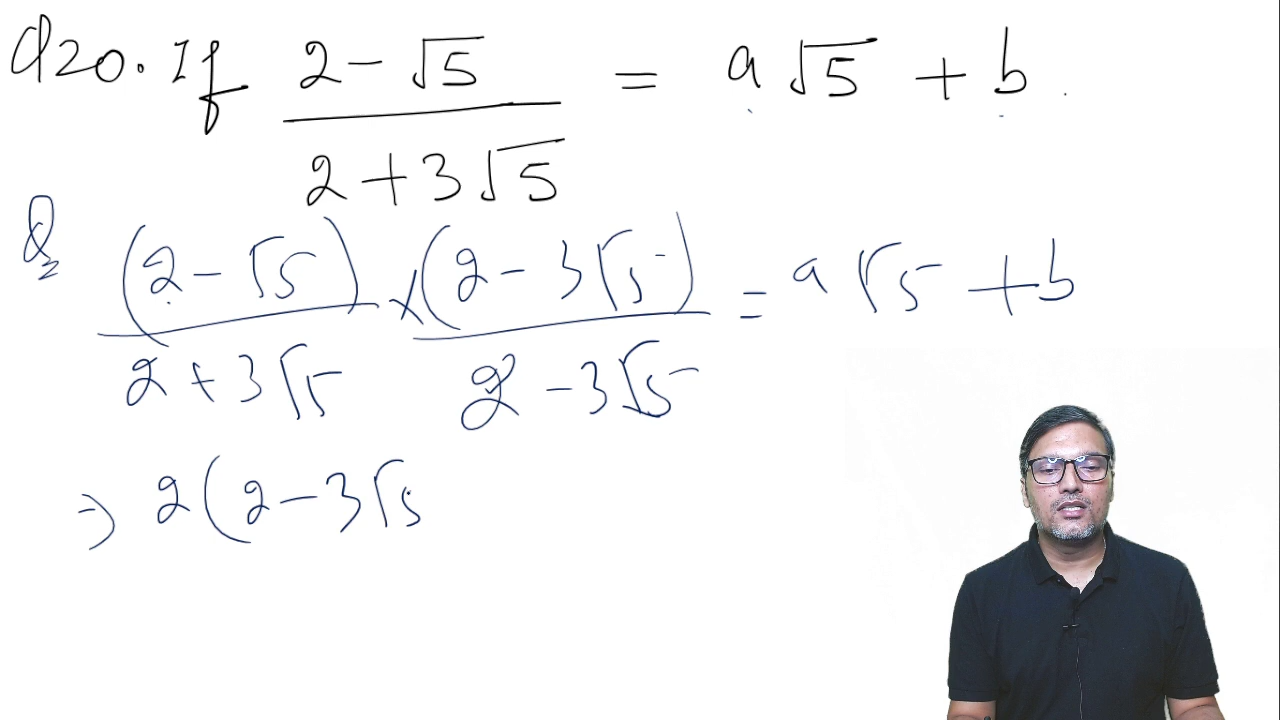 Q20. If (2 - √5)/(2 + 3√5) = a√5 + b.
Q (2 - √5)/(2 + 3√5) × (2 - 3√5)/(2 - 3√5) = a√5 + b
⇒ 2(2 - 3√5